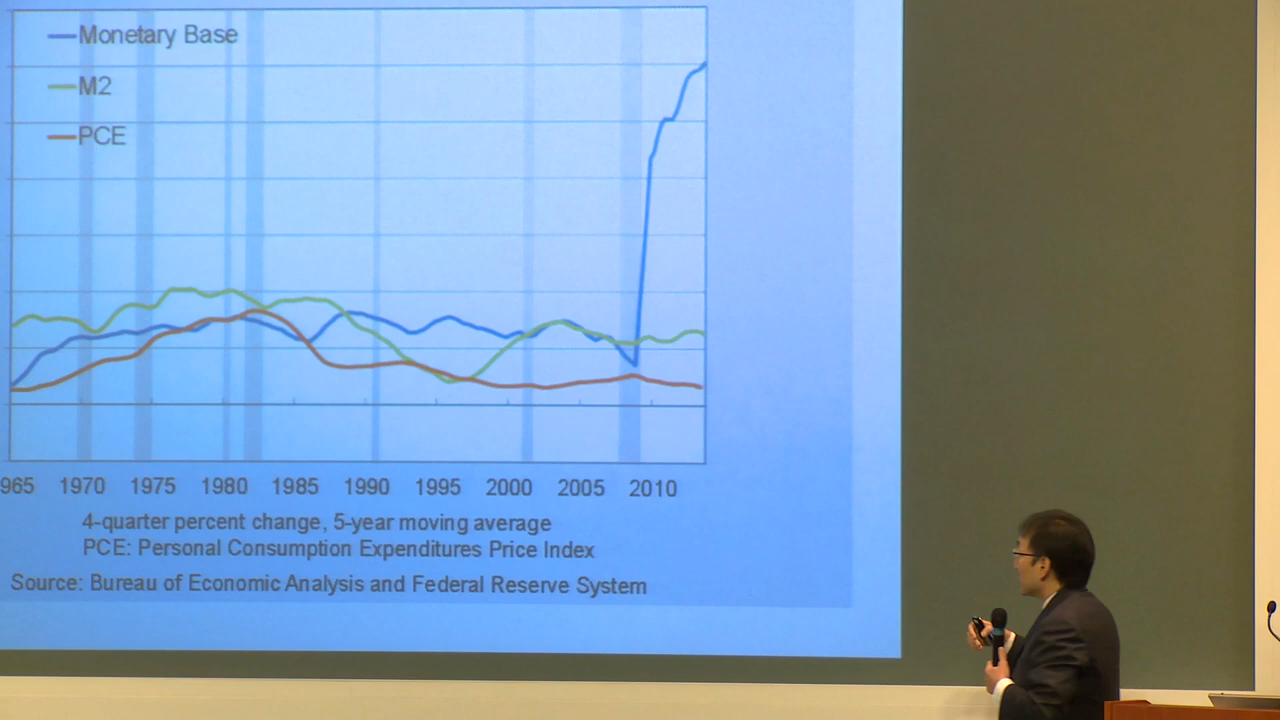 Monetary Base
M2
PCE
965 1970 1975 1980 1985 1990 1995 2000 2005 2010
4-quarter percent change, 5-year moving average
PCE: Personal Consumption Expenditures Price Index
Source: Bureau of Economic Analysis and Federal Reserve System